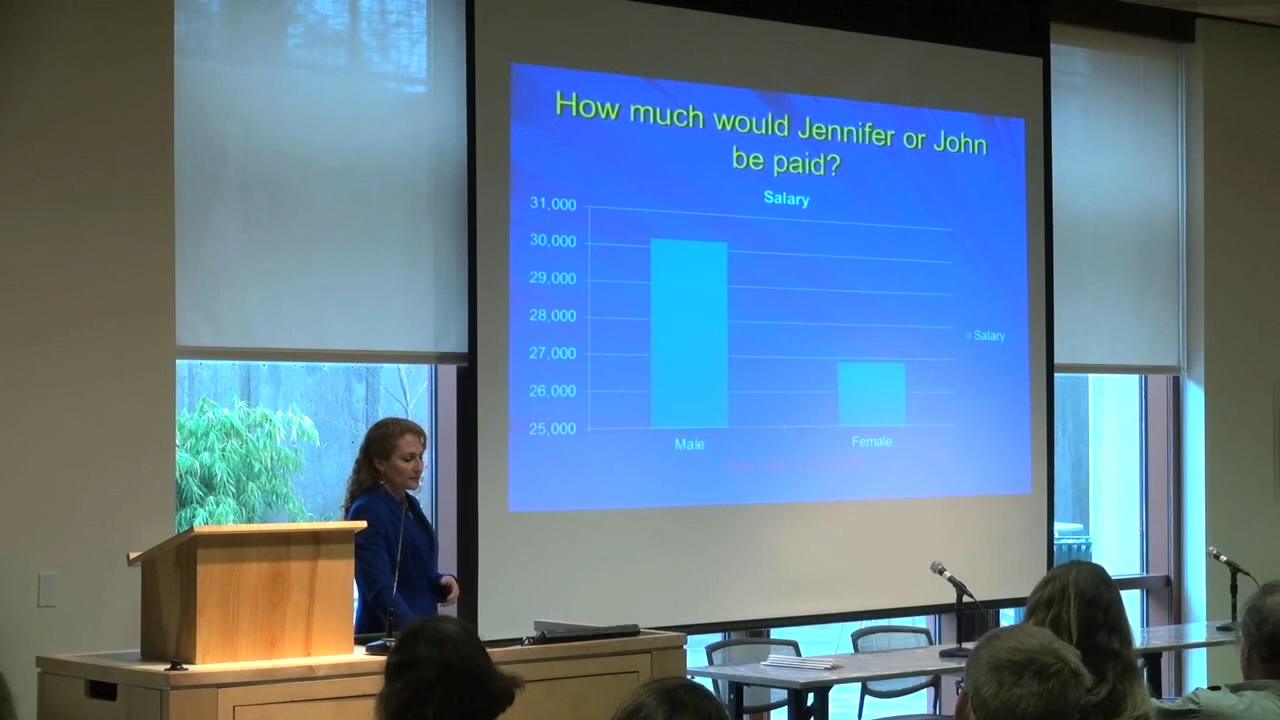 How much would Jennifer or John
be paid?
Salary
31,000
30,000
29,000
28,000
27,000
26,000
25,000
Male
Female
Salary